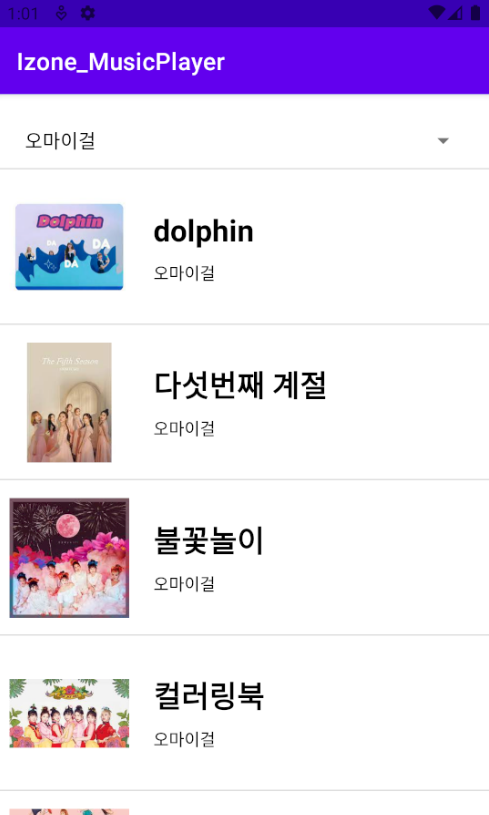 1:01
Izone_MusicPlayer
오마이걸
Dolphin
DA
DA
DA
dolphin
오마이걸
The Fifth Season
다섯번째 계절
오마이걸
불꽃놀이
오마이걸
컬러링북
오마이걸